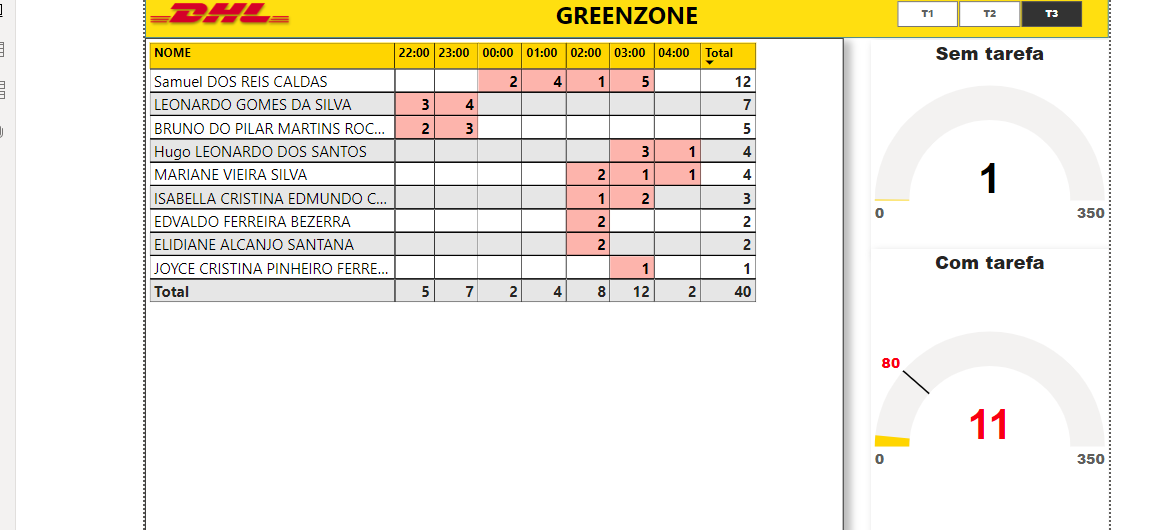 DHL
GREENZONE
T1 T2 T3
NOME 22:00 23:00 00:00 01:00 02:00 03:00 04:00 Total
Samuel DOS REIS CALDAS 2 4 1 5 12
LEONARDO GOMES DA SILVA 3 4 7
BRUNO DO PILAR MARTINS ROC... 2 3 5
Hugo LEONARDO DOS SANTOS 3 1 4
MARIANE VIEIRA SILVA 2 1 1 4
ISABELLA CRISTINA EDMUNDO C... 1 2 3
EDVALDO FERREIRA BEZERRA 2 2
ELIDIANE ALCANJO SANTANA 2 2
JOYCE CRISTINA PINHEIRO FERRE... 1 1
Total 5 7 2 4 8 12 2 40
Sem tarefa
1
0 350
Com tarefa
80
11
0 350